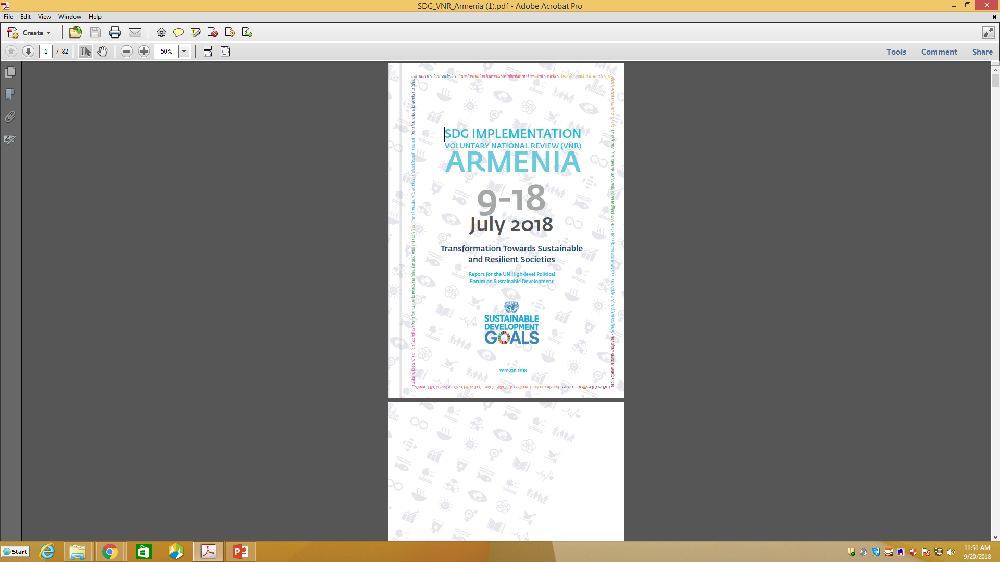 SDG_VNR_Armenia (1).pdf - Adobe Acrobat Pro
File Edit View Window Help
Create
1 / 82
50%
Tools Comment Share
le and resilient societies · transformation towards sustainable and resilient societies · transformation towards sust
SDG IMPLEMENTATION
VOLUNTARY NATIONAL REVIEW (VNR)
ARMENIA
9-18
July 2018
Transformation Towards Sustainable
and Resilient Societies
Report for the UN High-level Political
Forum on Sustainable Development
SUSTAINABLE
DEVELOPMENT
GOALS
Yerevan 2018
Start
11:51 AM
9/20/2018